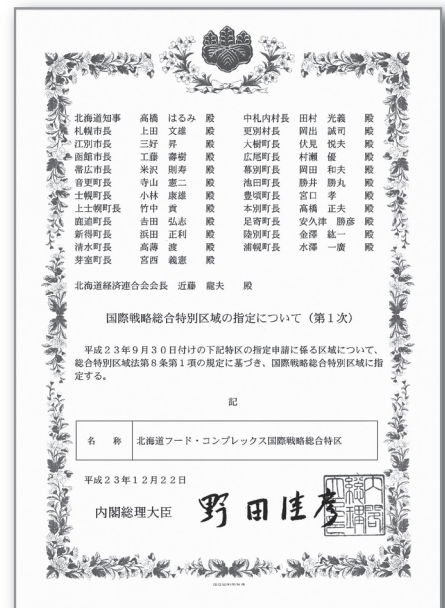 北海道知事 高橋 はるみ 殿
札幌市長 上田 文雄 殿
江別市長 三好 昇 殿
函館市長 工藤 壽樹 殿
帯広市長 米沢 則寿 殿
音更町長 寺山 憲二 殿
士幌町長 小林 康雄 殿
上士幌町長 竹中 貢 殿
鹿追町長 吉田 弘志 殿
新得町長 浜田 正利 殿
清水町長 高薄 渡 殿
芽室町長 宮西 義憲 殿
中札内村長 田村 光義 殿
更別村長 岡出 誠司 殿
大樹町長 伏見 悦夫 殿
広尾町長 村瀬 優 殿
幕別町長 岡田 和夫 殿
池田町長 勝井 勝丸 殿
豊頃町長 宮口 孝 殿
本別町長 高橋 正夫 殿
足寄町長 安久津 勝彦 殿
陸別町長 金澤 紘一 殿
浦幌町長 水澤 一廣 殿
北海道経済連合会会長 近藤 龍夫 殿
国際戦略総合特別区域の指定について(第1次)
平成23年9月30日付けの下記特区の指定申請に係る区域について、
総合特別区域法第8条第1項の規定に基づき、国際戦略総合特別区域に指
定する。
記
名 称 北海道フード・コンプレックス国際戦略総合特区
平成23年12月22日
内閣総理大臣 野田佳彦
内閣総理大臣